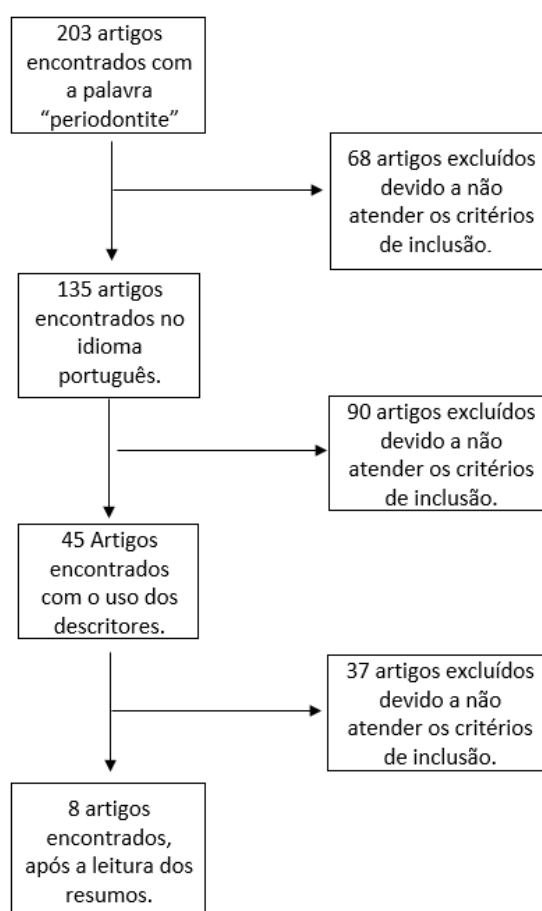 203 artigos
encontrados com
a palavra
“periodontite”
68 artigos excluídos
devido a não
atender os critérios
de inclusão.
135 artigos
encontrados no
idioma
português.
90 artigos excluídos
devido a não
atender os critérios
de inclusão.
45 Artigos
encontrados
com o uso dos
descritores.
37 artigos excluídos
devido a não
atender os critérios
de inclusão.
8 artigos
encontrados,
após a leitura dos
resumos.